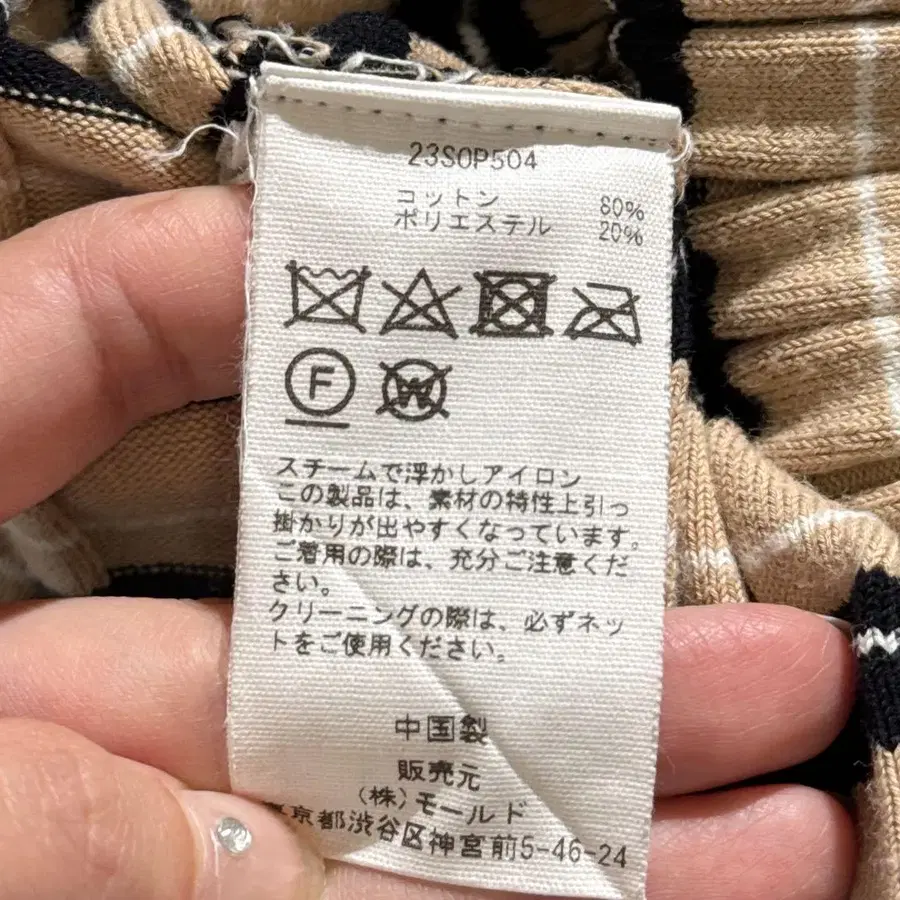 23SOP504
コットン 80%
ポリエステル 20%
F
W
スチームで浮かしアイロン
この製品は、素材の特性上引っ
掛かりが出やすくなっています。
ご着用の際は、充分ご注意くだ
さい。
クリーニングの際は、必ずネッ
トをご使用ください。
中国製
販売元
(株)モールド
東京都渋谷区神宮前5-46-24